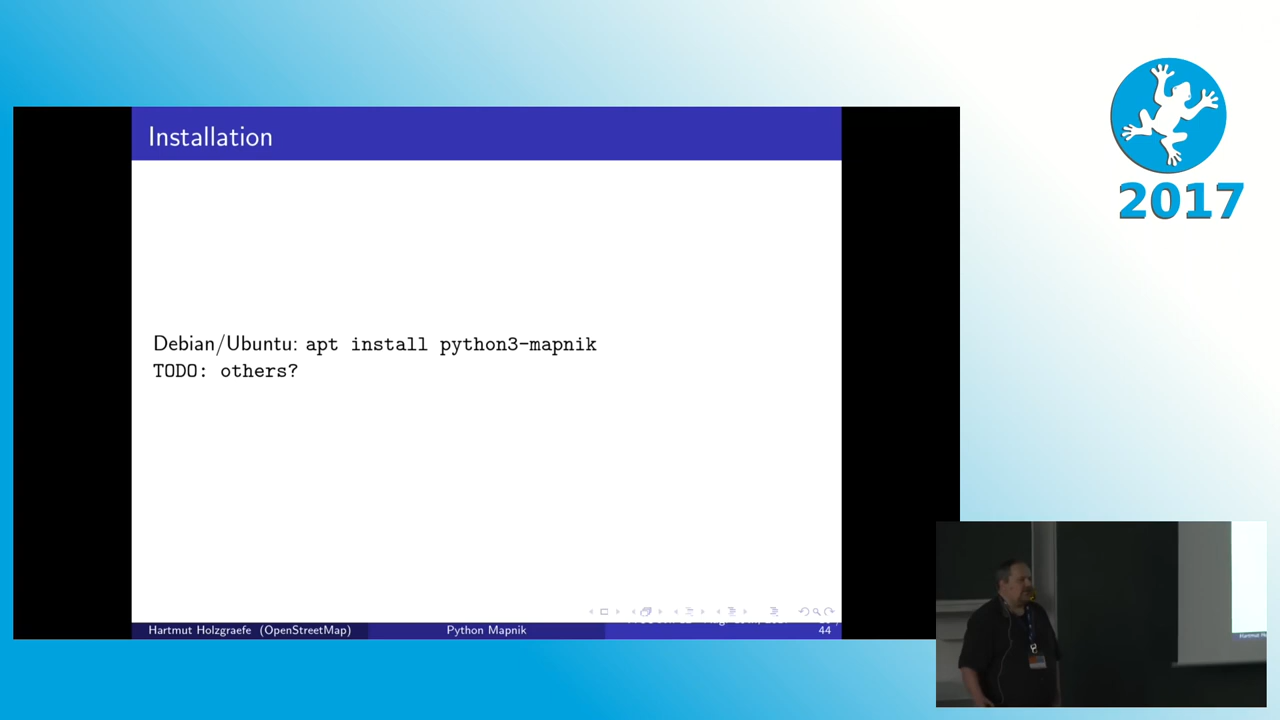 Installation
2017
Debian/Ubuntu: apt install python3-mapnik
TODO: others?
Hartmut Holzgraefe (OpenStreetMap)
Python Mapnik
44